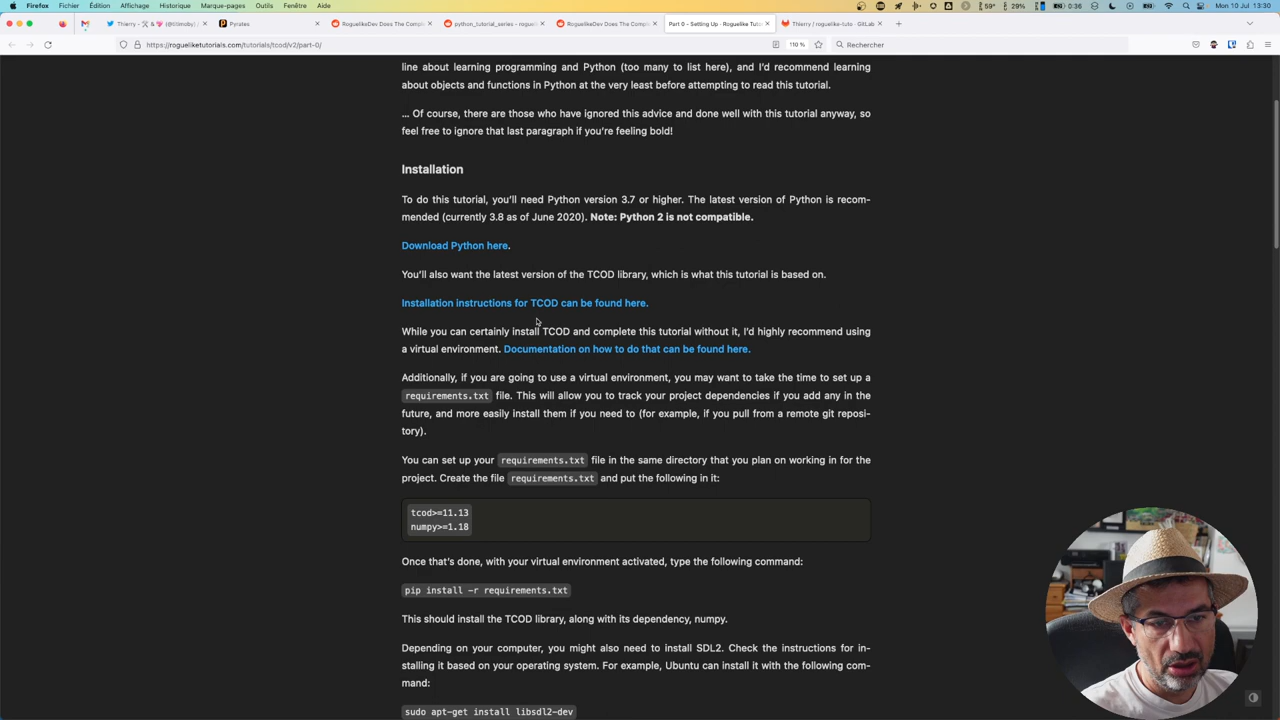 Firefox Fichier Édition Affichage Historique Marque-pages Outils Fenêtre Aide
59° 29% 0:36 Mon 10 Jul 13:30
Pyrates
RoguelikeDev Does The Compl
python_tutorial_series - rogue
RoguelikeDev Does The Compl
Part 0 - Setting Up · Roguelike Tuto
Thierry / roguelike-tuto · GitLab
https://rogueliketutorials.com/tutorials/tcod/v2/part-0/
110 %
Rechercher
line about learning programming and Python (too many to list here), and I'd recommend learning
about objects and functions in Python at the very least before attempting to read this tutorial.
… Of course, there are those who have ignored this advice and done well with this tutorial anyway, so
feel free to ignore that last paragraph if you're feeling bold!
Installation
To do this tutorial, you'll need Python version 3.7 or higher. The latest version of Python is recom-
mended (currently 3.8 as of June 2020). Note: Python 2 is not compatible.
Download Python here.
You'll also want the latest version of the TCOD library, which is what this tutorial is based on.
Installation instructions for TCOD can be found here.
While you can certainly install TCOD and complete this tutorial without it, I'd highly recommend using
a virtual environment. Documentation on how to do that can be found here.
Additionally, if you are going to use a virtual environment, you may want to take the time to set up a
requirements.txt file. This will allow you to track your project dependencies if you add any in the
future, and more easily install them if you need to (for example, if you pull from a remote git reposi-
tory).
You can set up your requirements.txt file in the same directory that you plan on working in for the
project. Create the file requirements.txt and put the following in it:
tcod>=11.13
numpy>=1.18
Once that's done, with your virtual environment activated, type the following command:
pip install -r requirements.txt
This should install the TCOD library, along with its dependency, numpy.
Depending on your computer, you might also need to install SDL2. Check the instructions for in-
stalling it based on your operating system. For example, Ubuntu can install it with the following com-
mand:
sudo apt-get install libsdl2-dev